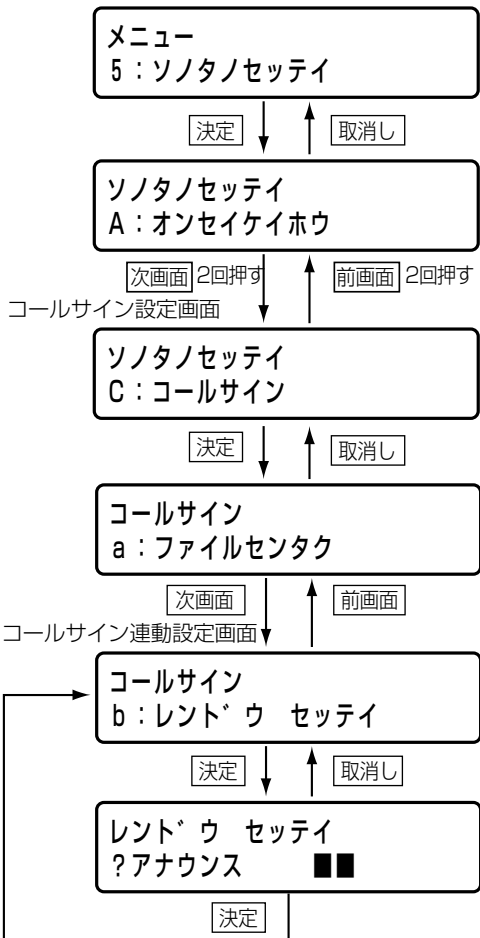 メニュー
5：ソノタノセッテイ
決定 取消し
ソノタノセッテイ
A：オンセイケイホウ
次画面 2回押す 前画面 2回押す
コールサイン設定画面
ソノタノセッテイ
C：コールサイン
決定 取消し
コールサイン
a：ファイルセンタク
次画面 前画面
コールサイン連動設定画面
コールサイン
b：レント゛ウ セッテイ
決定 取消し
レント゛ウ セッテイ
？アナウンス ■■
決定